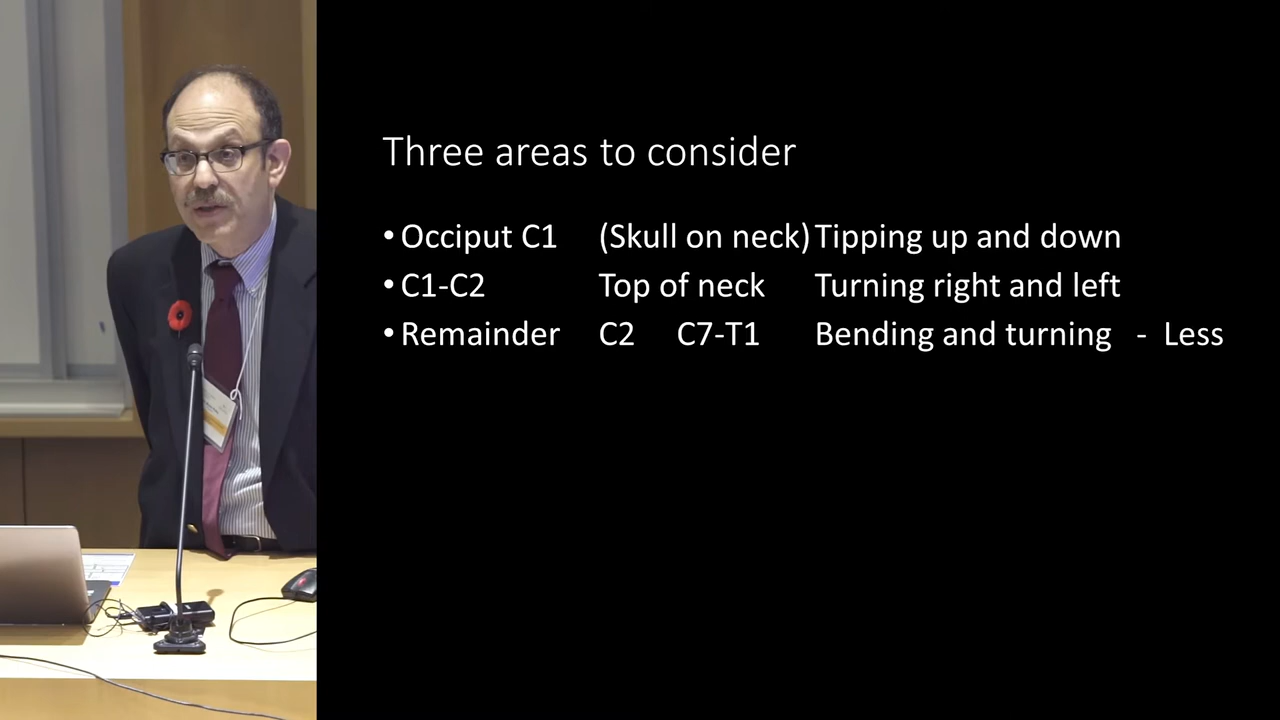 Three areas to consider
• Occiput C1 (Skull on neck) Tipping up and down
• C1-C2 Top of neck Turning right and left
• Remainder C2 C7-T1 Bending and turning - Less